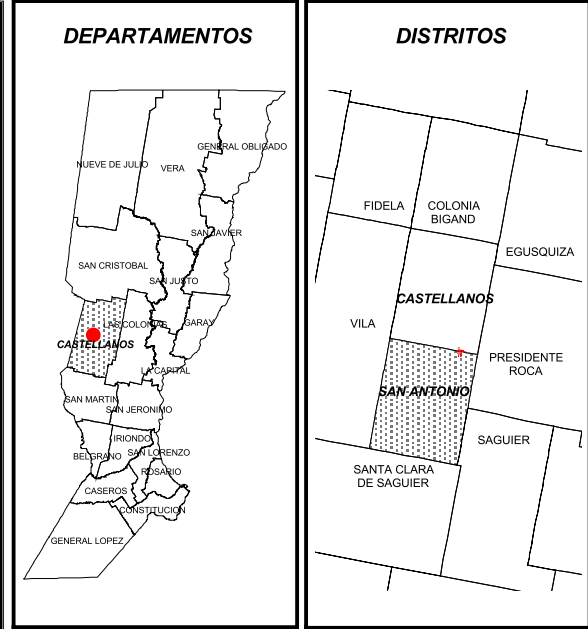 DEPARTAMENTOS
NUEVE DE JULIO
VERA
GENERAL OBLIGADO
SAN JAVIER
SAN CRISTOBAL
SAN JUSTO
LAS COLONIAS
GARAY
CASTELLANOS
LA CAPITAL
SAN MARTIN
SAN JERONIMO
IRIONDO
BELGRANO
SAN LORENZO
ROSARIO
CASEROS
CONSTITUCION
GENERAL LOPEZ
DISTRITOS
FIDELA
COLONIA
BIGAND
EGUSQUIZA
CASTELLANOS
VILA
PRESIDENTE
ROCA
SAN ANTONIO
SAGUIER
SANTA CLARA
DE SAGUIER